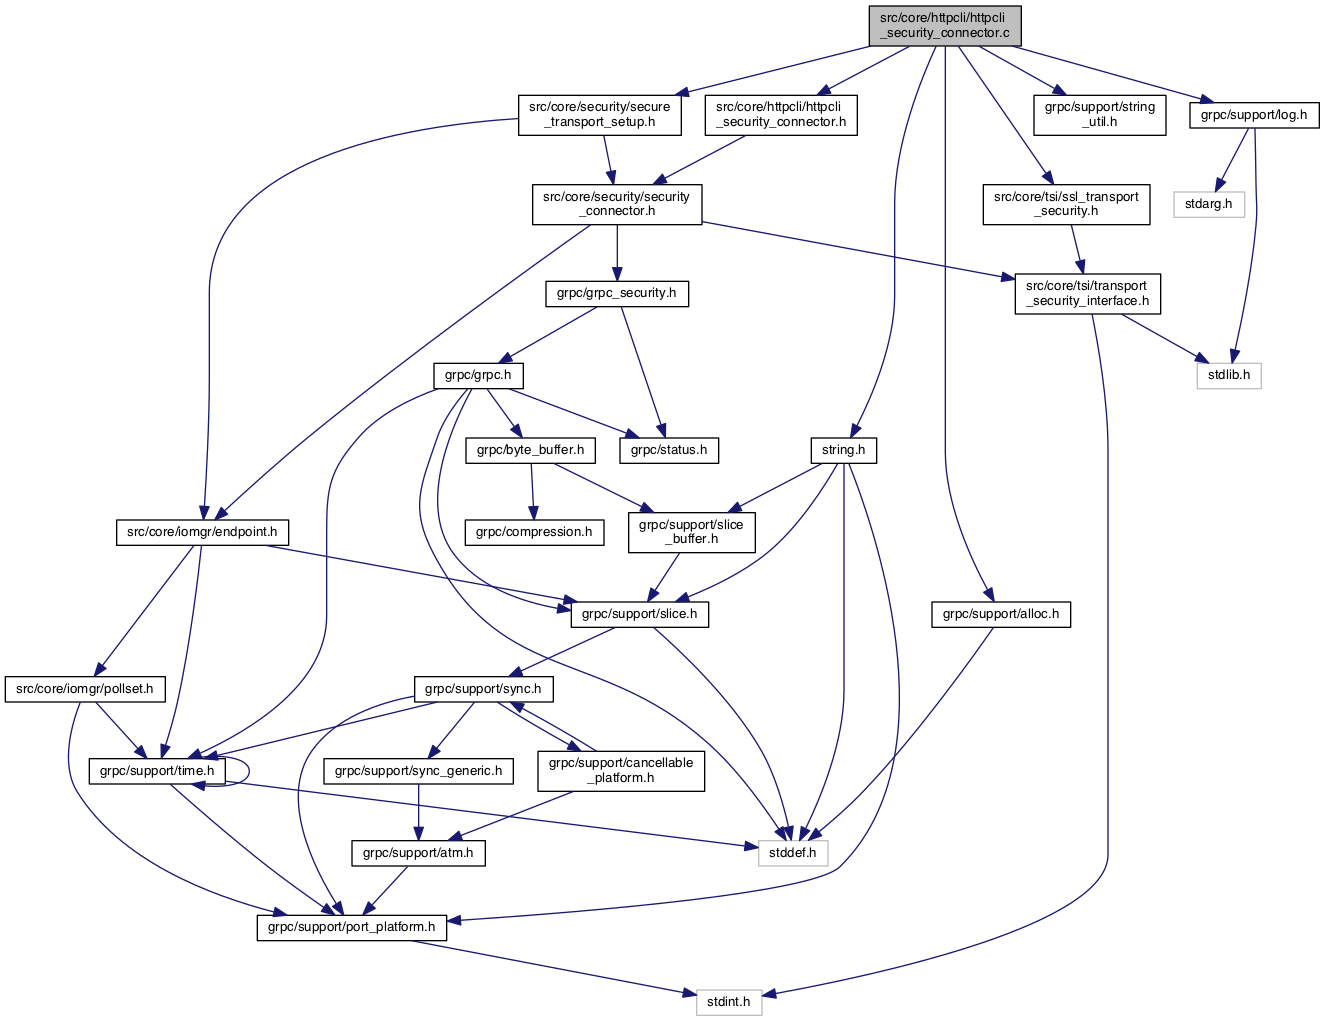 src/core/httpcli/httpcli
_security_connector.c
src/core/security/secure
_transport_setup.h
src/core/httpcli/httpcli
_security_connector.h
grpc/support/string
_util.h
grpc/support/log.h
src/core/security/security
_connector.h
src/core/tsi/ssl_transport
_security.h
stdarg.h
grpc/grpc_security.h
src/core/tsi/transport
_security_interface.h
grpc/grpc.h
stdlib.h
grpc/byte_buffer.h
grpc/status.h
string.h
src/core/iomgr/endpoint.h
grpc/compression.h
grpc/support/slice
_buffer.h
grpc/support/slice.h
grpc/support/alloc.h
src/core/iomgr/pollset.h
grpc/support/sync.h
grpc/support/time.h
grpc/support/sync_generic.h
grpc/support/cancellable
_platform.h
grpc/support/atm.h
stddef.h
grpc/support/port_platform.h
stdint.h